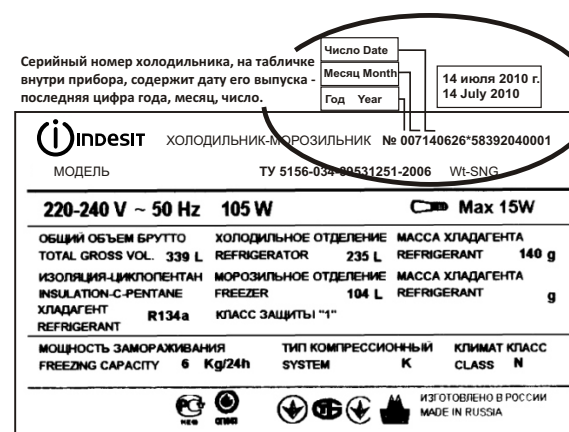 Серийный номер холодильника, на табличке
внутри прибора, содержит дату его выпуска -
последняя цифра года, месяц, число.
Число Date
Месяц Month
Год Year
14 июля 2010 г.
14 July 2010
INDESIT ХОЛОДИЛЬНИК-МОРОЗИЛЬНИК № 007140626*58392040001
МОДЕЛЬ ТУ 5156-034-89531251-2006 Wt-SNG
220-240 V ~ 50 Hz 105 W Max 15W
ОБЩИЙ ОБЪЕМ БРУТТО ХОЛОДИЛЬНОЕ ОТДЕЛЕНИЕ МАССА ХЛАДАГЕНТА
TOTAL GROSS VOL. 339 L REFRIGERATOR 235 L REFRIGERANT 140 g
ИЗОЛЯЦИЯ-ЦИКЛОПЕНТАН МОРОЗИЛЬНОЕ ОТДЕЛЕНИЕ МАССА ХЛАДАГЕНТА
INSULATION-C-PENTANE FREEZER 104 L REFRIGERANT g
ХЛАДАГЕНТ R134a КЛАСС ЗАЩИТЫ "1"
REFRIGERANT
МОЩНОСТЬ ЗАМОРАЖИВАНИЯ ТИП КОМПРЕССИОННЫЙ КЛИМАТ КЛАСС
FREEZING CAPACITY 6 Kg/24h SYSTEM K CLASS N
ИЗГОТОВЛЕНО В РОССИИ
MADE IN RUSSIA